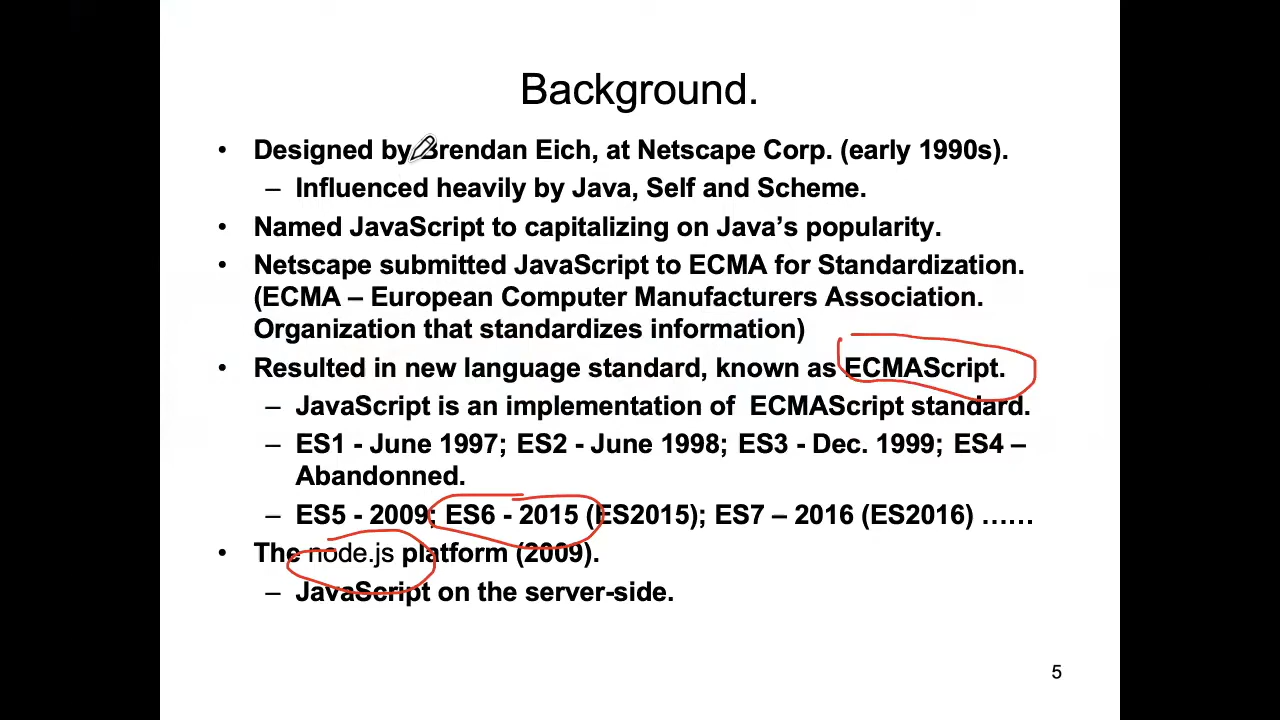 Background.
• Designed by Brendan Eich, at Netscape Corp. (early 1990s).
– Influenced heavily by Java, Self and Scheme.
• Named JavaScript to capitalizing on Java’s popularity.
• Netscape submitted JavaScript to ECMA for Standardization.
(ECMA – European Computer Manufacturers Association.
Organization that standardizes information)
• Resulted in new language standard, known as ECMAScript.
– JavaScript is an implementation of ECMAScript standard.
– ES1 - June 1997; ES2 - June 1998; ES3 - Dec. 1999; ES4 –
Abandonned.
– ES5 - 2009; ES6 - 2015 (ES2015); ES7 – 2016 (ES2016) ……
• The node.js platform (2009).
– JavaScript on the server-side.
5